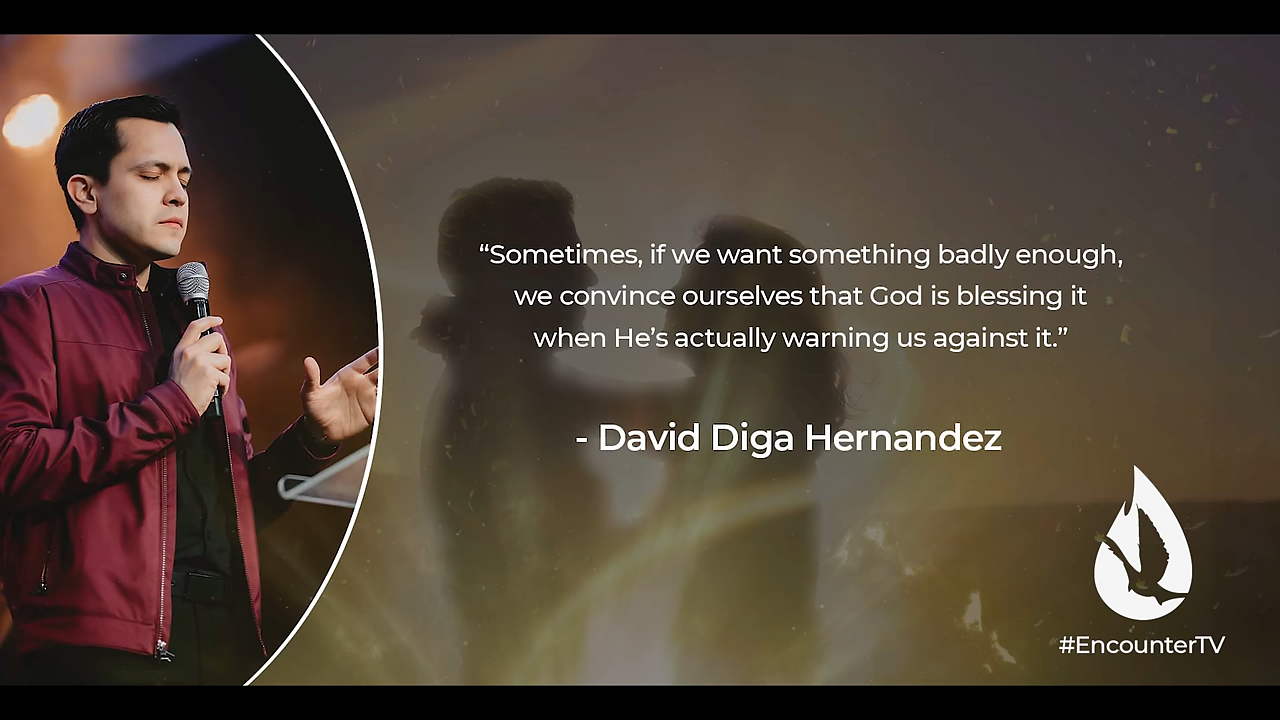 “Sometimes, if we want something badly enough,
we convince ourselves that God is blessing it
when He’s actually warning us against it.”
- David Diga Hernandez
#EncounterTV